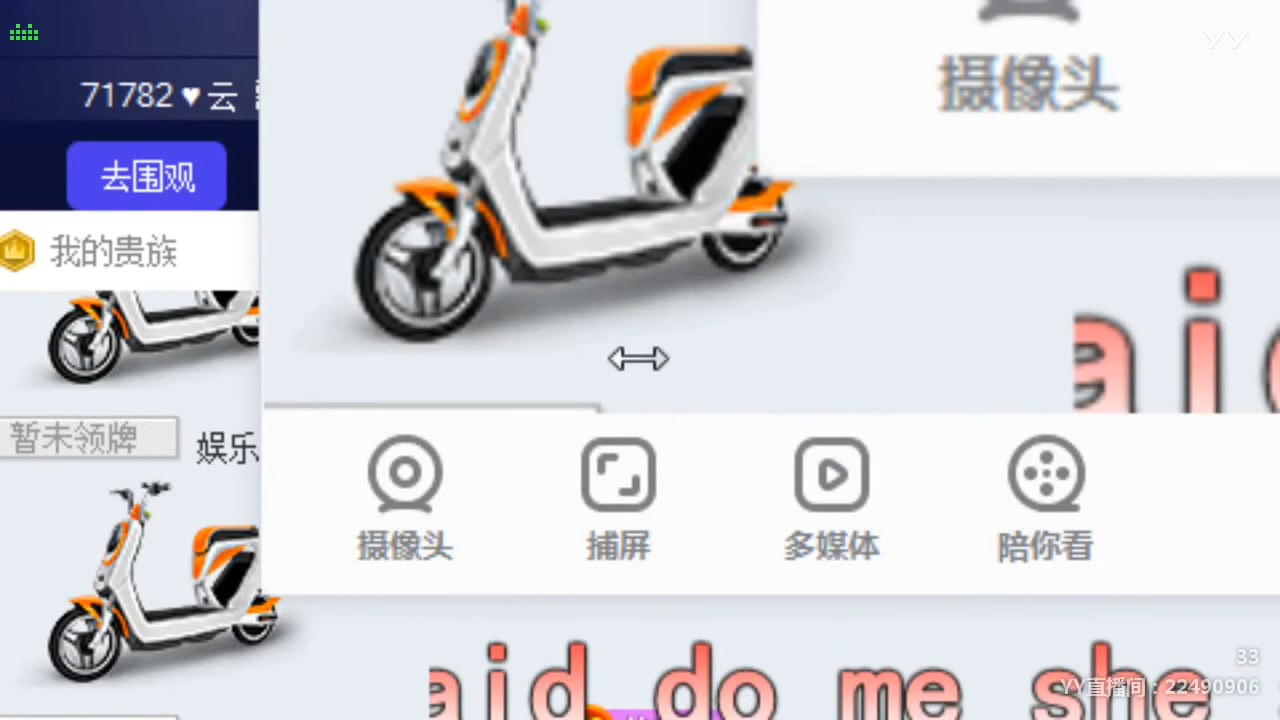 71782♥云
去围观
我的贵族
摄像头
ai
暂未领牌
娱乐
摄像头
捕屏
多媒体
陪你看
aid do me she
33
YY直播间：22490906
YY